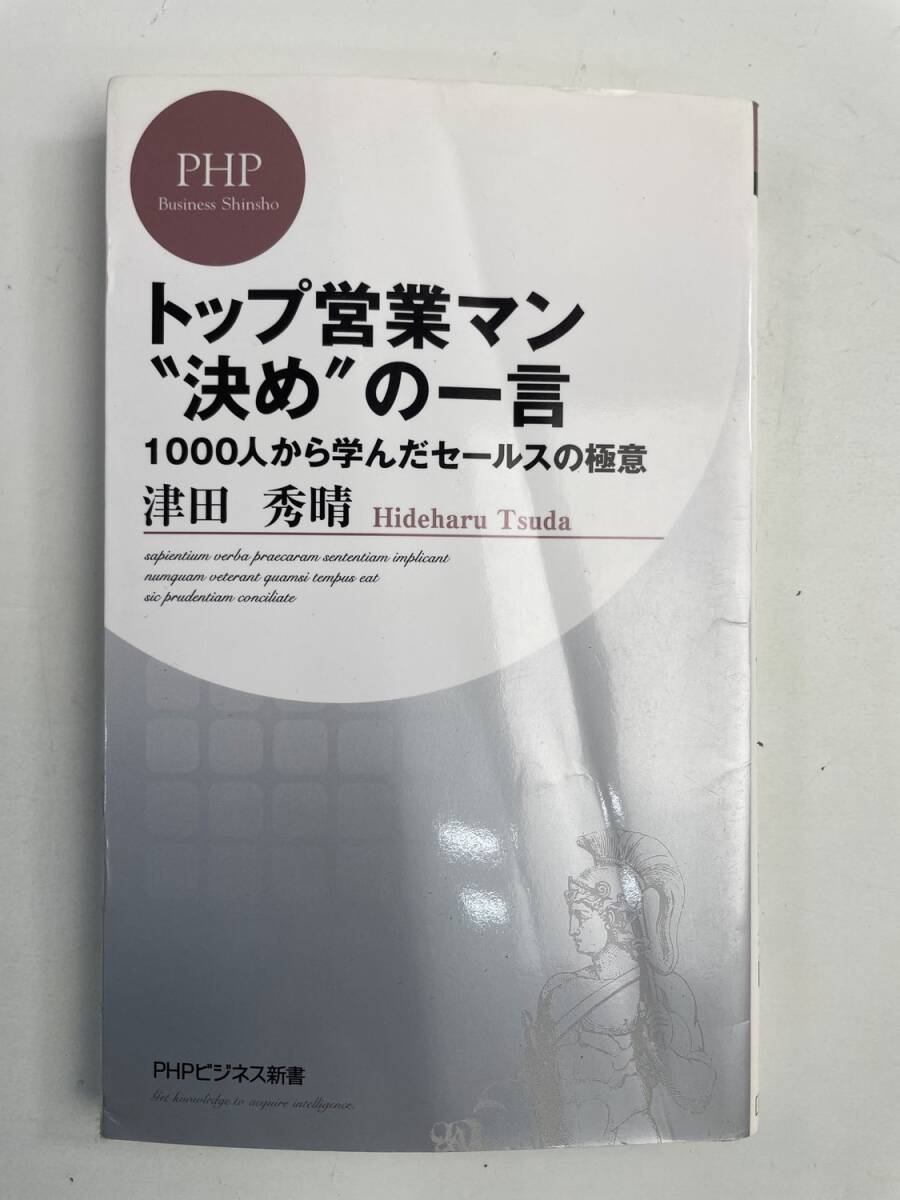 PHP
Business Shinsho
トップ営業マン
〝決め〟の一言
1000人から学んだセールスの極意
津田 秀晴 Hideharu Tsuda
sapientium verba praecaram sententiam implicant
numquam veterant quamsi tempus eat
sic prudentiam conciliate
PHPビジネス新書
Get knowledge to acquire intelligence.